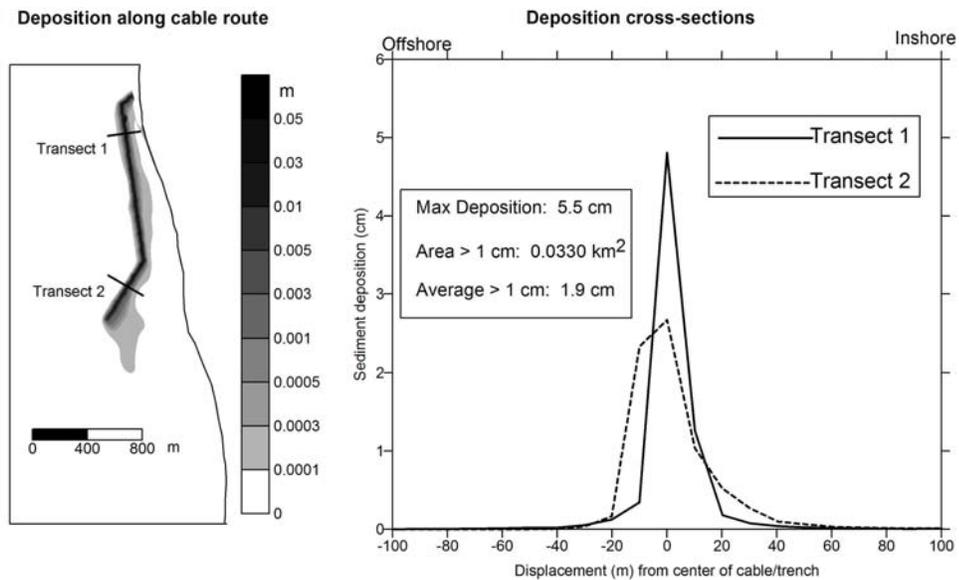 Deposition along cable route
Transect 1
Transect 2
0 400 800 m
m
0.05
0.03
0.01
0.005
0.003
0.001
0.0005
0.0003
0.0001
0
Deposition cross-sections
Offshore
Inshore
6
5
4
3
2
1
0
Sediment deposition (cm)
Transect 1
Transect 2
Max Deposition: 5.5 cm
Area > 1 cm: 0.0330 km²
Average > 1 cm: 1.9 cm
-100 -80 -60 -40 -20 0 20 40 60 80 100
Displacement (m) from center of cable/trench